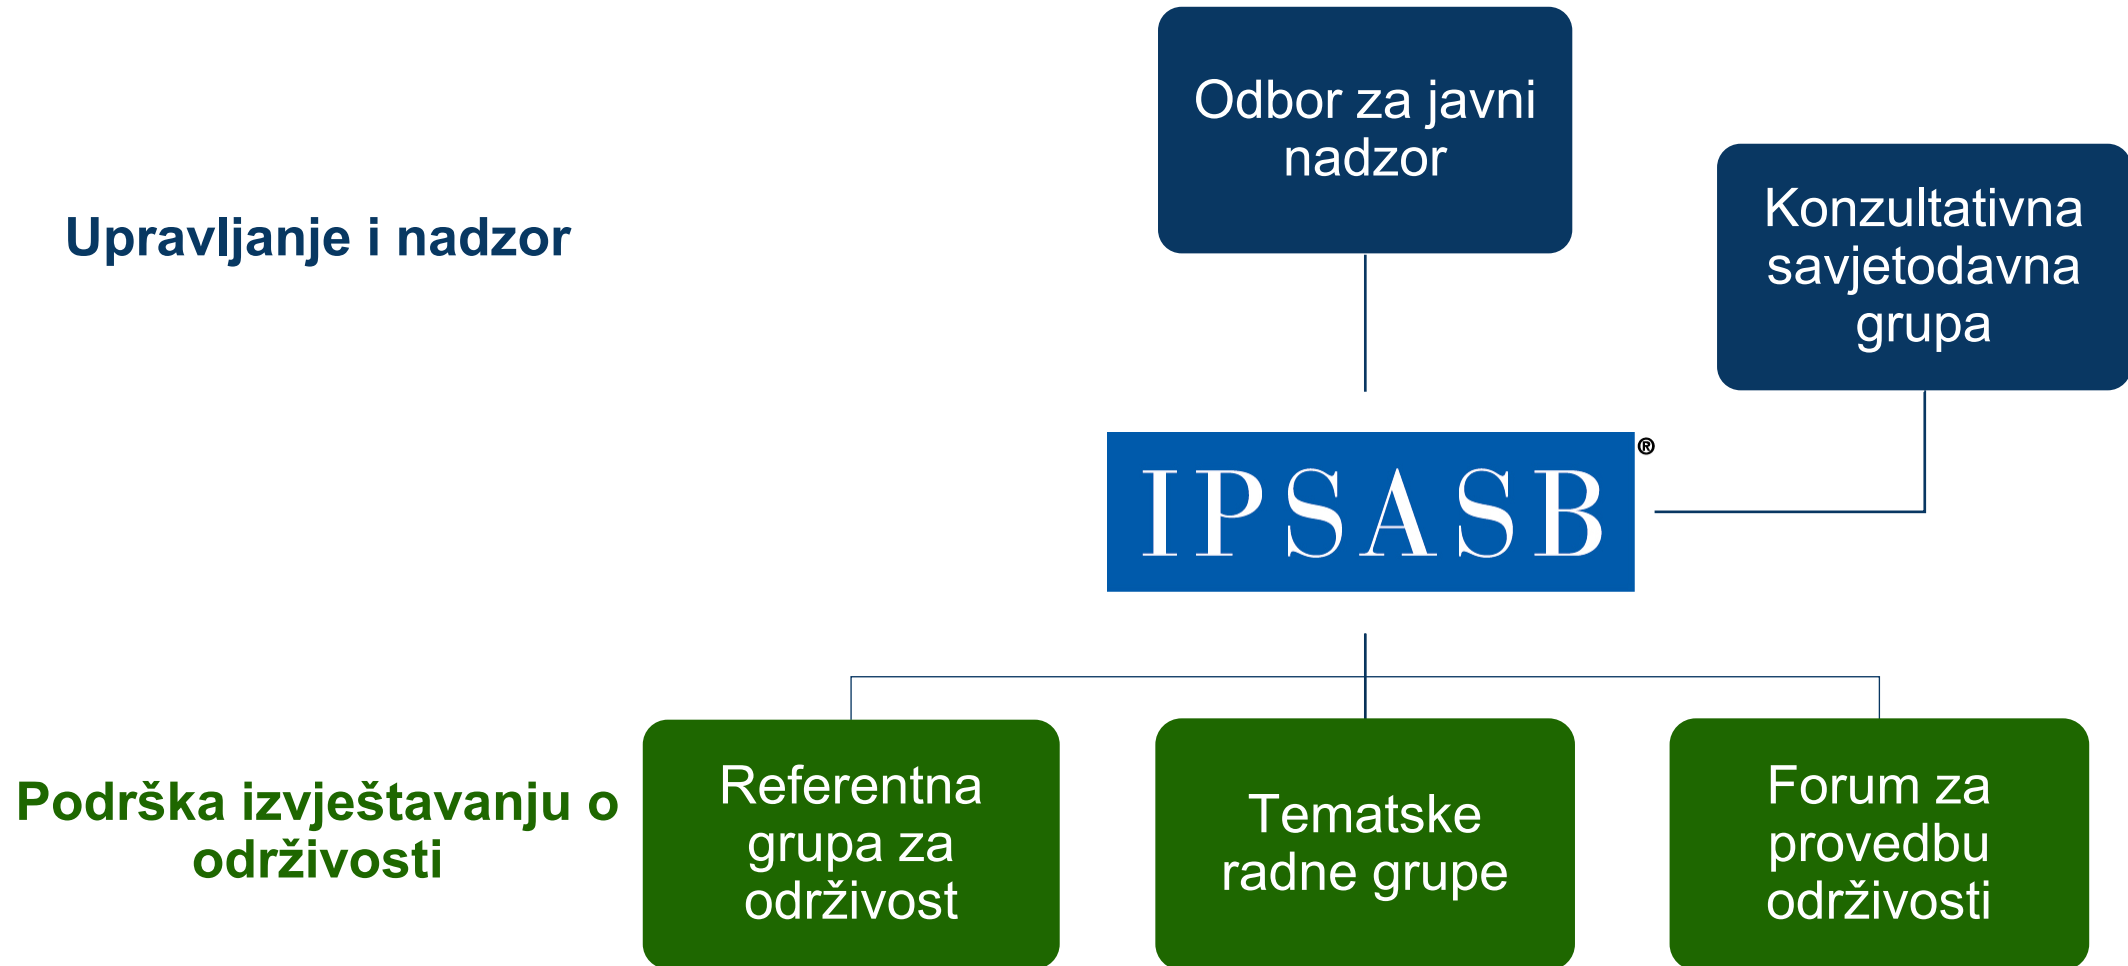 Odbor za javni
nadzor
Konzultativna
savjetodavna
grupa
Upravljanje i nadzor
IPSASB®
Podrška izvještavanju o
održivosti
Referentna
grupa za
održivost
Tematske
radne grupe
Forum za
provedbu
održivosti